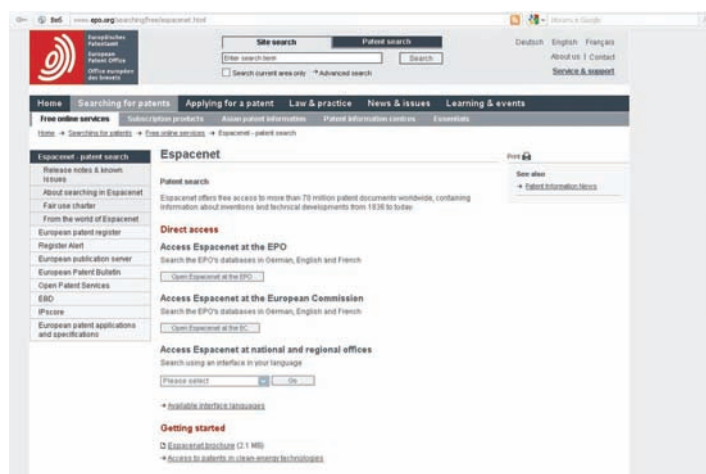 www.epo.org/searching/free/espacenet.html
Europäisches
Patentamt
European
Patent Office
Office européen
des brevets
Site search
Patent search
Enter search term
Search
Search current area only
Advanced search
Deutsch English Français
About us | Contact
Service & support
Home Searching for patents Applying for a patent Law & practice News & issues Learning & events
Free online services Subscription products Asian patent information Patent information centres Essentials
Home → Searching for patents → Free online services → Espacenet - patent search
Espacenet - patent search
Release notes & known
issues
About searching in Espacenet
Fair use charter
From the world of Espacenet
European patent register
Register Alert
European publication server
European Patent Bulletin
Open Patent Services
EBD
IPscore
European patent applications
and specifications
Espacenet
Patent search
Espacenet offers free access to more than 70 million patent documents worldwide, containing
information about inventions and technical developments from 1836 to today.
Direct access
Access Espacenet at the EPO
Search the EPO's databases in German, English and French
Open Espacenet at the EPO
Access Espacenet at the European Commission
Search the EPO's databases in German, English and French
Open Espacenet at the EC
Access Espacenet at national and regional offices
Search using an interface in your language
Please select
Go
→ Available interface languages
Getting started
Espacenet brochure (2.1 MB)
→ Access to patents in clean energy technologies
Print
See also
→ Patent Information News